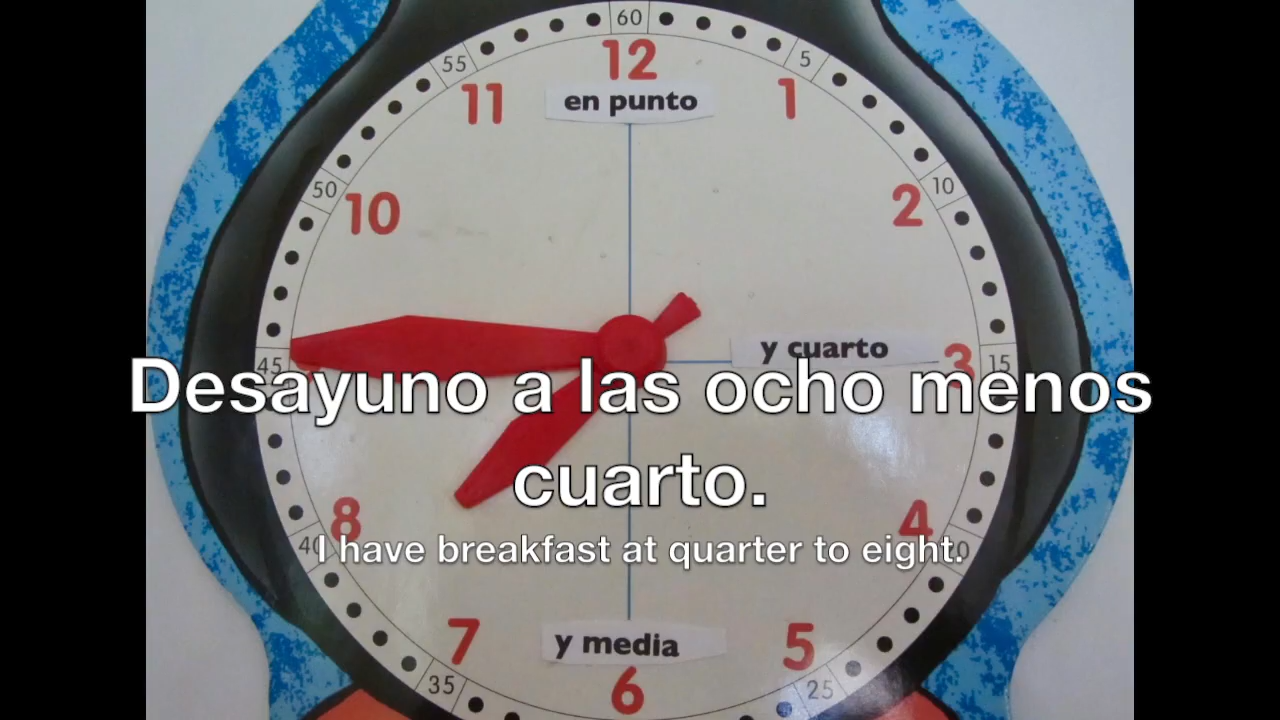 60
55 12 5
11 en punto 1
50 10
10 2
y cuarto
45 3 15
Desayuno a las ocho menos
cuarto.
8 4
I have breakfast at quarter to eight.
7 y media 5
35 6 25